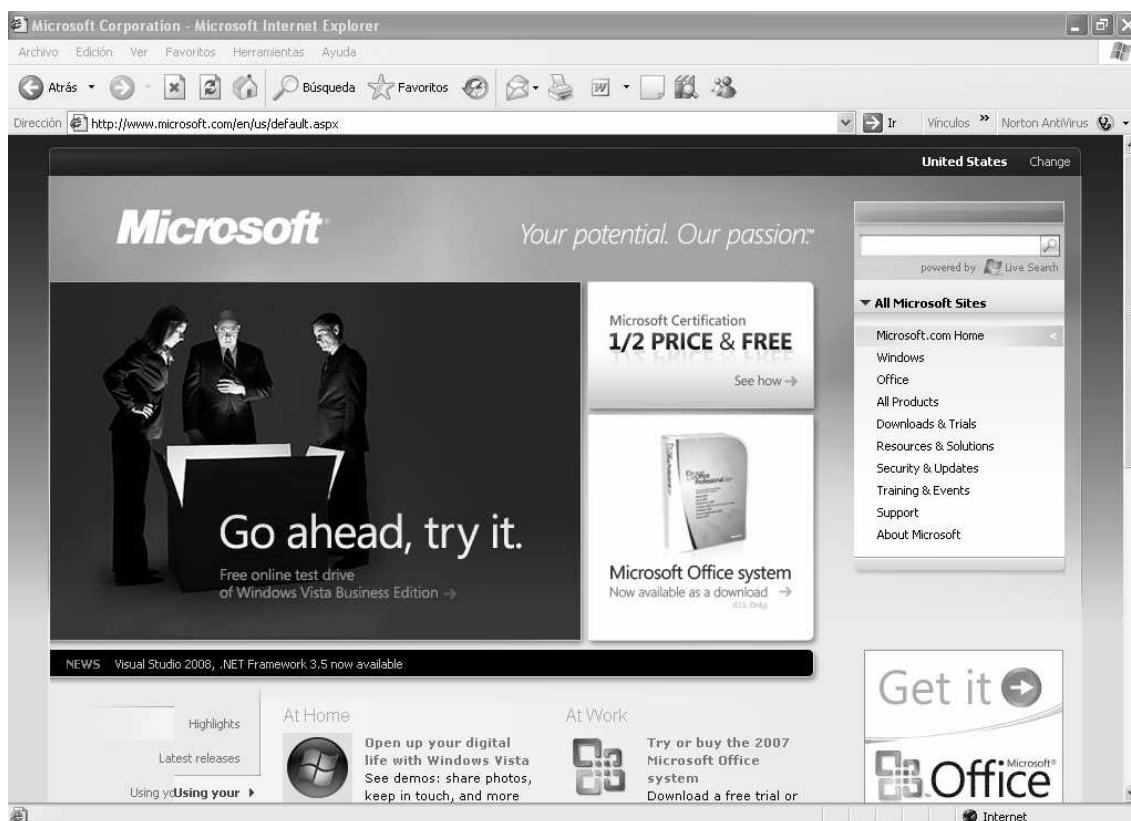 Microsoft Corporation - Microsoft Internet Explorer
Archivo Edición Ver Favoritos Herramientas Ayuda
Atrás Búsqueda Favoritos
Dirección http://www.microsoft.com/en/us/default.aspx Ir Vínculos » Norton AntiVirus
United States Change
Microsoft
Your potential. Our passion.™
powered by Live Search
All Microsoft Sites
Microsoft.com Home <
Windows
Office
All Products
Downloads & Trials
Resources & Solutions
Security & Updates
Training & Events
Support
About Microsoft
Go ahead, try it.
Free online test drive
of Windows Vista Business Edition →
Microsoft Certification
1/2 PRICE & FREE
See how →
Office
Professional
Microsoft Office system
Now available as a download →
(U.S. Only)
NEWS Visual Studio 2008, .NET Framework 3.5 now available
Highlights
Latest releases
Using your
At Home
Open up your digital
life with Windows Vista
See demos: share photos,
keep in touch, and more
At Work
Try or buy the 2007
Microsoft Office
system
Download a free trial or
Get it
Microsoft®
Office
Internet